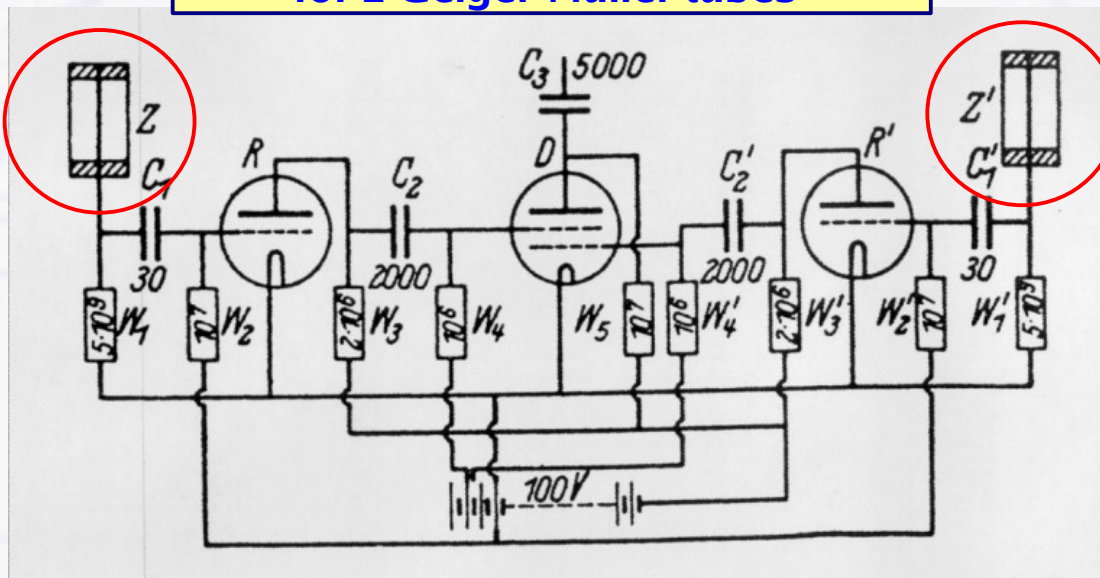 for 2 Geiger Müller tubes
C3 5000
Z
C1
R
C2
D
C'2
R'
Z'
C'1
30
2000
2000
30
5·10⁹
W1
10⁷
W2
2·10⁶
W3
10⁶
W4
W5
10⁷
10⁶
W'4
2·10⁶
W'3
W'2
10⁷
W'1
5·10⁹
100V